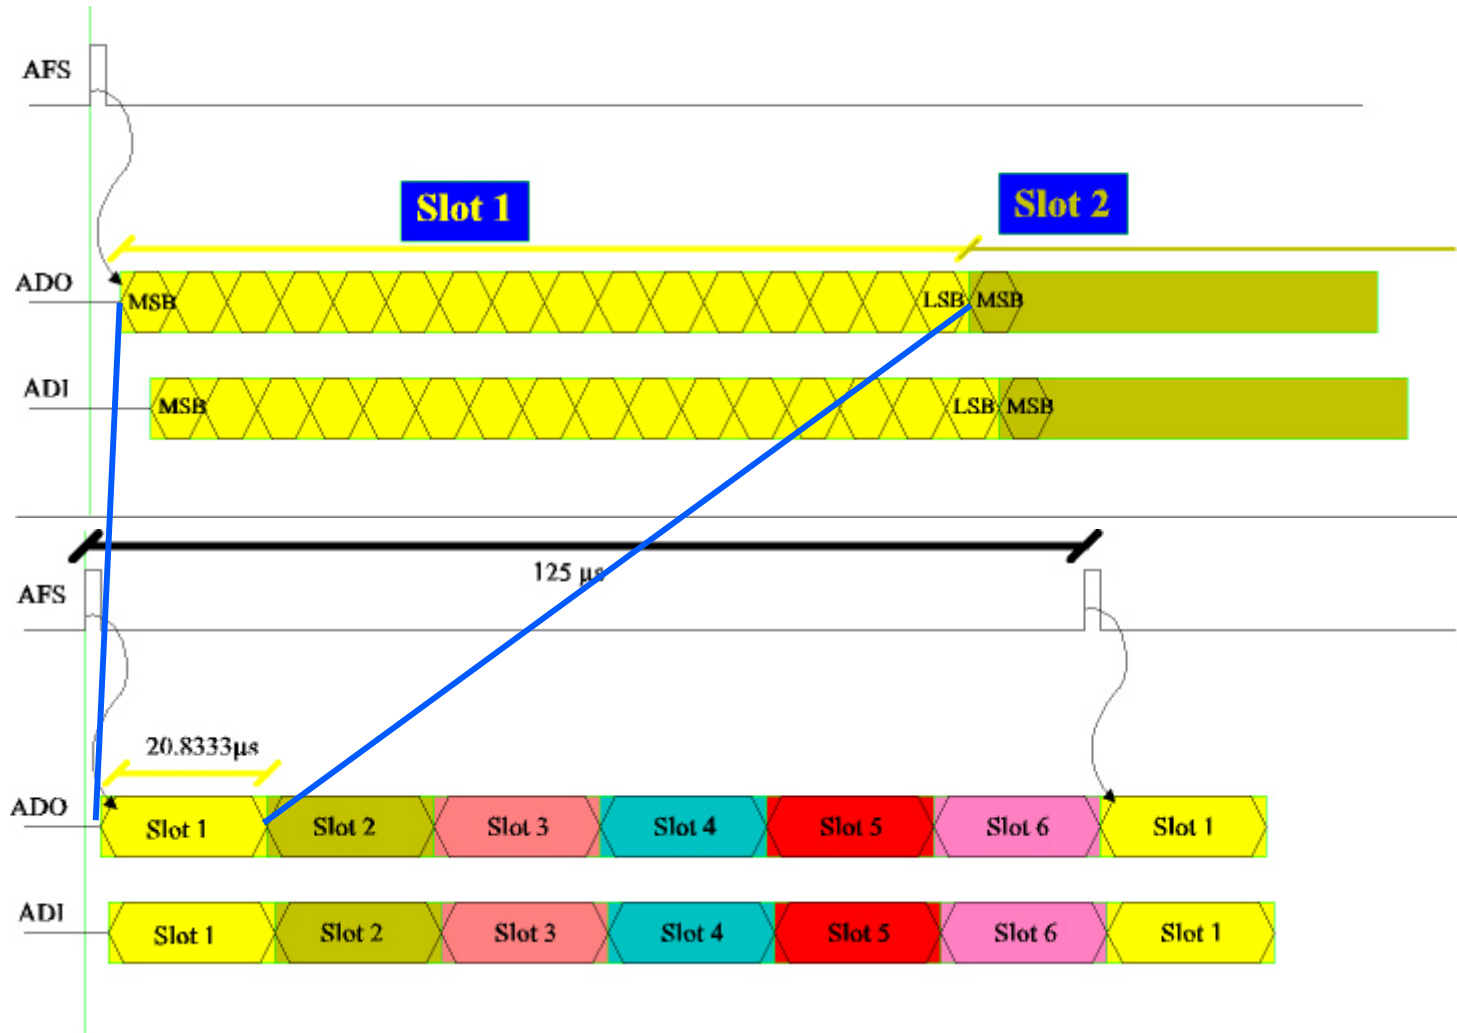 AFS
Slot 1
Slot 2
ADO
MSB LSB MSB
ADI
MSB LSB MSB
125 µs
AFS
20.8333µs
ADO
Slot 1 Slot 2 Slot 3 Slot 4 Slot 5 Slot 6 Slot 1
ADI
Slot 1 Slot 2 Slot 3 Slot 4 Slot 5 Slot 6 Slot 1